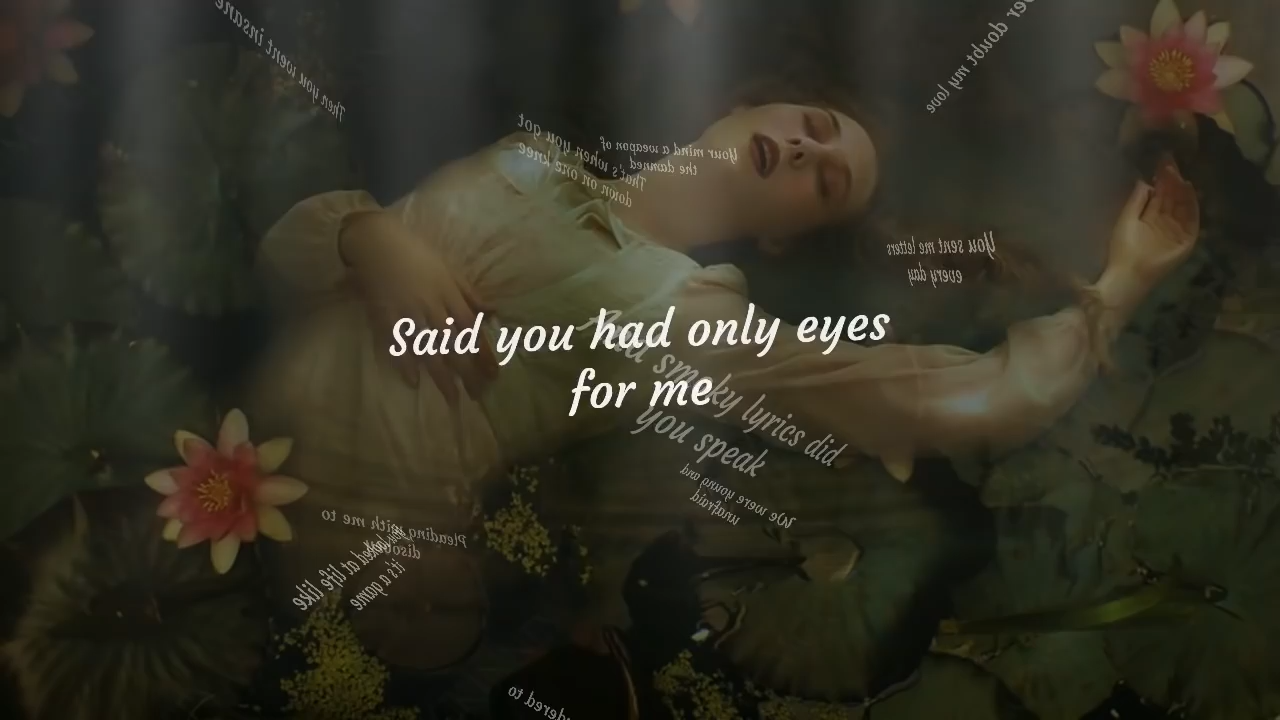 Then you went insane
doubt my love
That's when you got
down on one knee
Your mind a weapon of
the damned
You sent me letters
every day
Said you had only eyes
for me
smoky lyrics did
you speak
We were young and
unafraid
Pleading with me to
at life like
it's a game
to